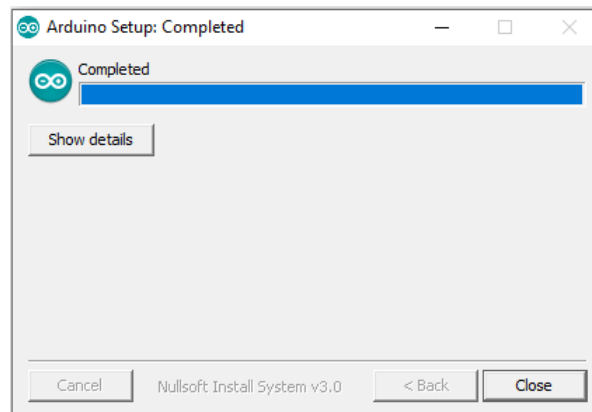 Arduino Setup: Completed
Completed
Show details
Cancel
Nullsoft Install System v3.0
< Back
Close